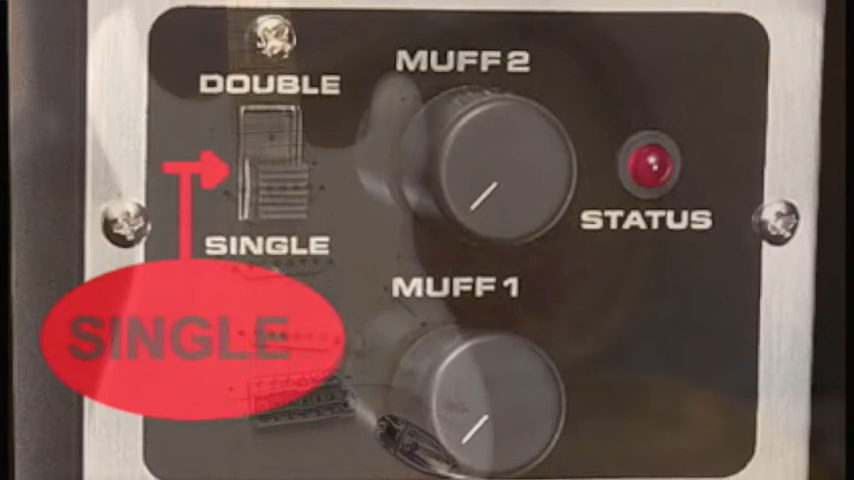 MUFF 2
DOUBLE
STATUS
SINGLE
MUFF 1
SINGLE